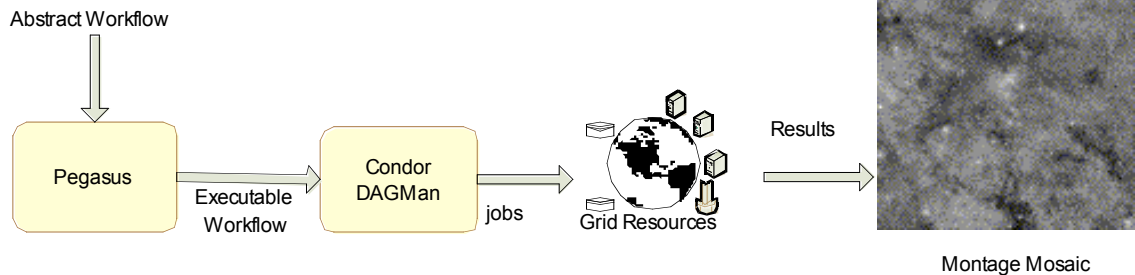 Abstract Workflow
Pegasus
Executable
Workflow
Condor
DAGMan
jobs
Grid Resources
Results
Montage Mosaic